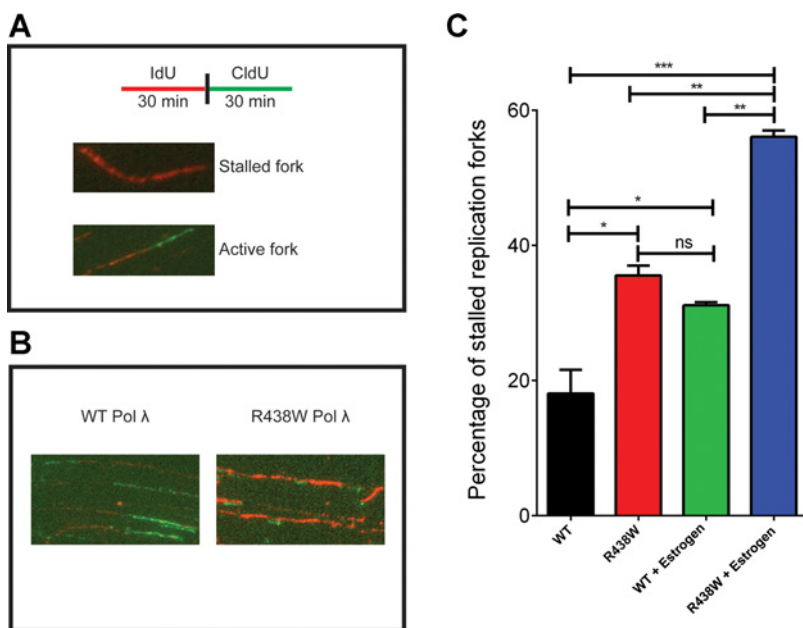 A
IdU
CldU
30 min
30 min
Stalled fork
Active fork
B
WT Pol λ
R438W Pol λ
C
Percentage of stalled replication forks
60
40
20
0
***
**
**
*
*
ns
WT
R438W
WT + Estrogen
R438W + Estrogen